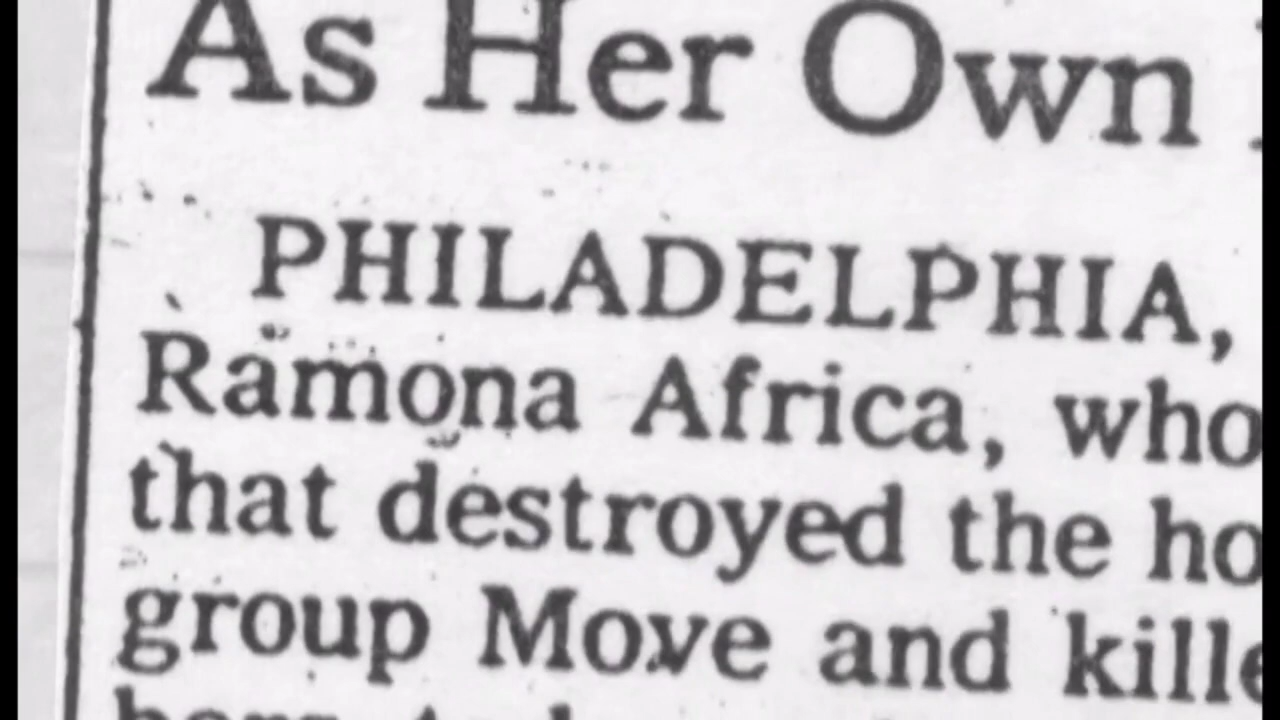 As Her Own
PHILADELPHIA,
Ramona Africa, who
that destroyed the ho
group Move and kille